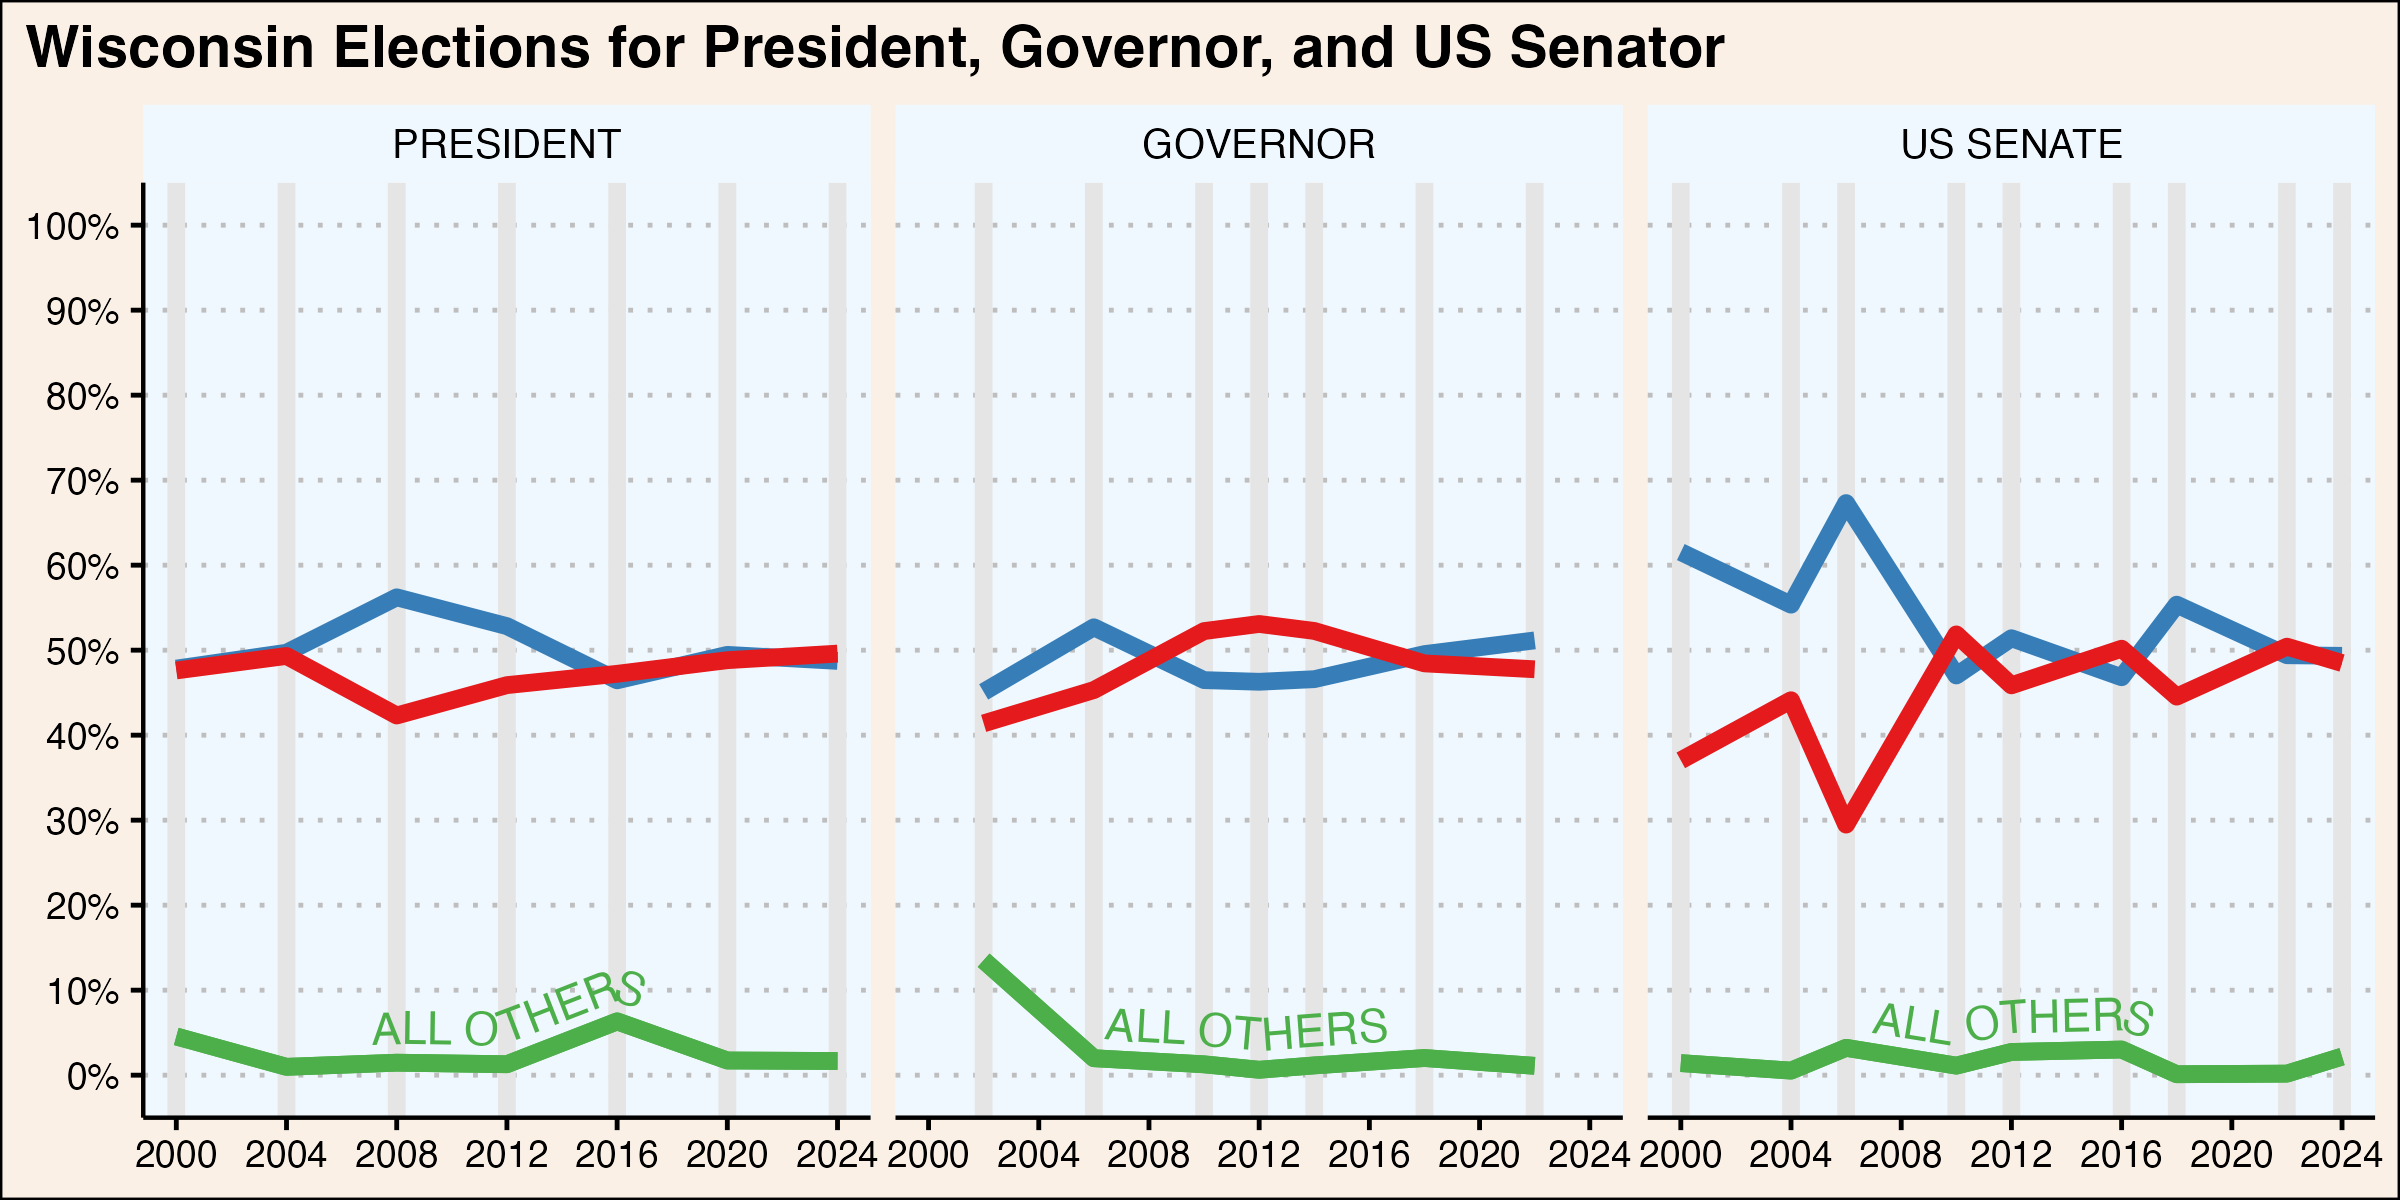 Wisconsin Elections for President, Governor, and US Senator
PRESIDENT
GOVERNOR
US SENATE
100%
90%
80%
70%
60%
50%
40%
30%
20%
10%
0%
ALL OTHERS
ALL OTHERS
ALL OTHERS
2000 2004 2008 2012 2016 2020 2024
2000 2004 2008 2012 2016 2020 2024
2000 2004 2008 2012 2016 2020 2024